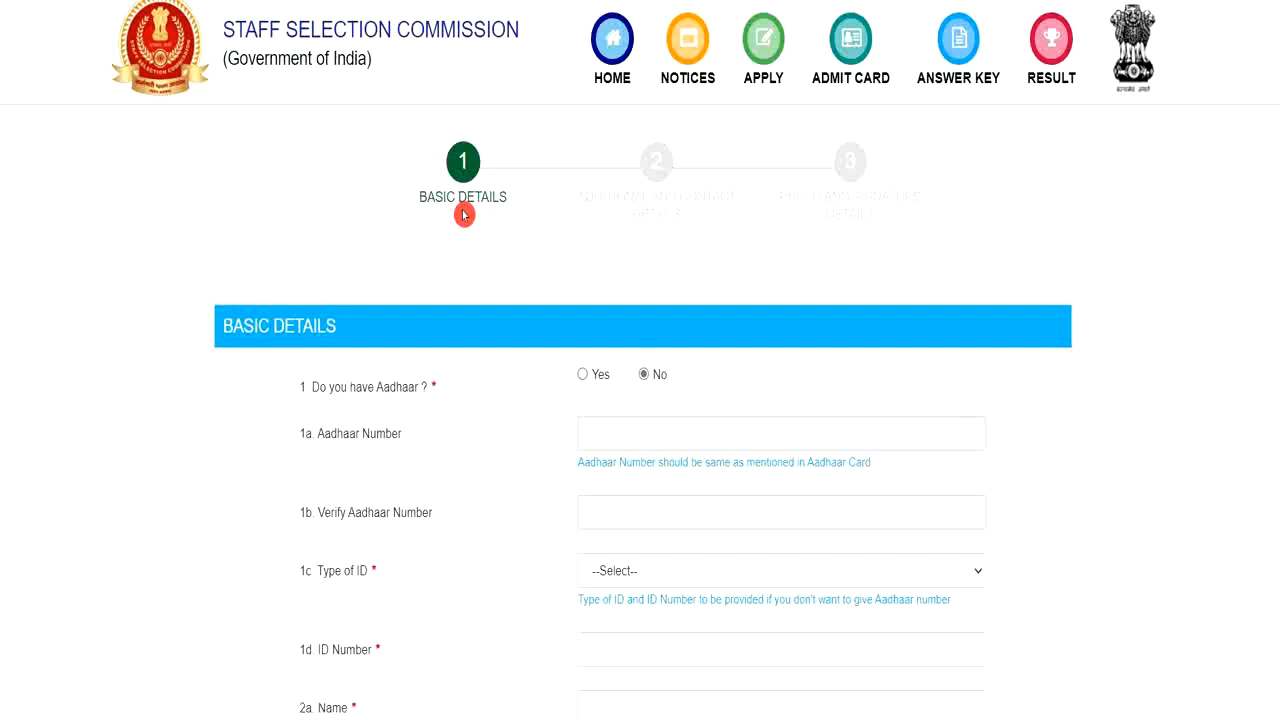 STAFF SELECTION COMMISSION
(Government of India)
HOME NOTICES APPLY ADMIT CARD ANSWER KEY RESULT
1 2 3
BASIC DETAILS
BASIC DETAILS
1 Do you have Aadhaar ? * Yes No
1a. Aadhaar Number
Aadhaar Number should be same as mentioned in Aadhaar Card
1b. Verify Aadhaar Number
1c Type of ID * --Select--
Type of ID and ID Number to be provided if you don't want to give Aadhaar number
1d. ID Number *
2a. Name *